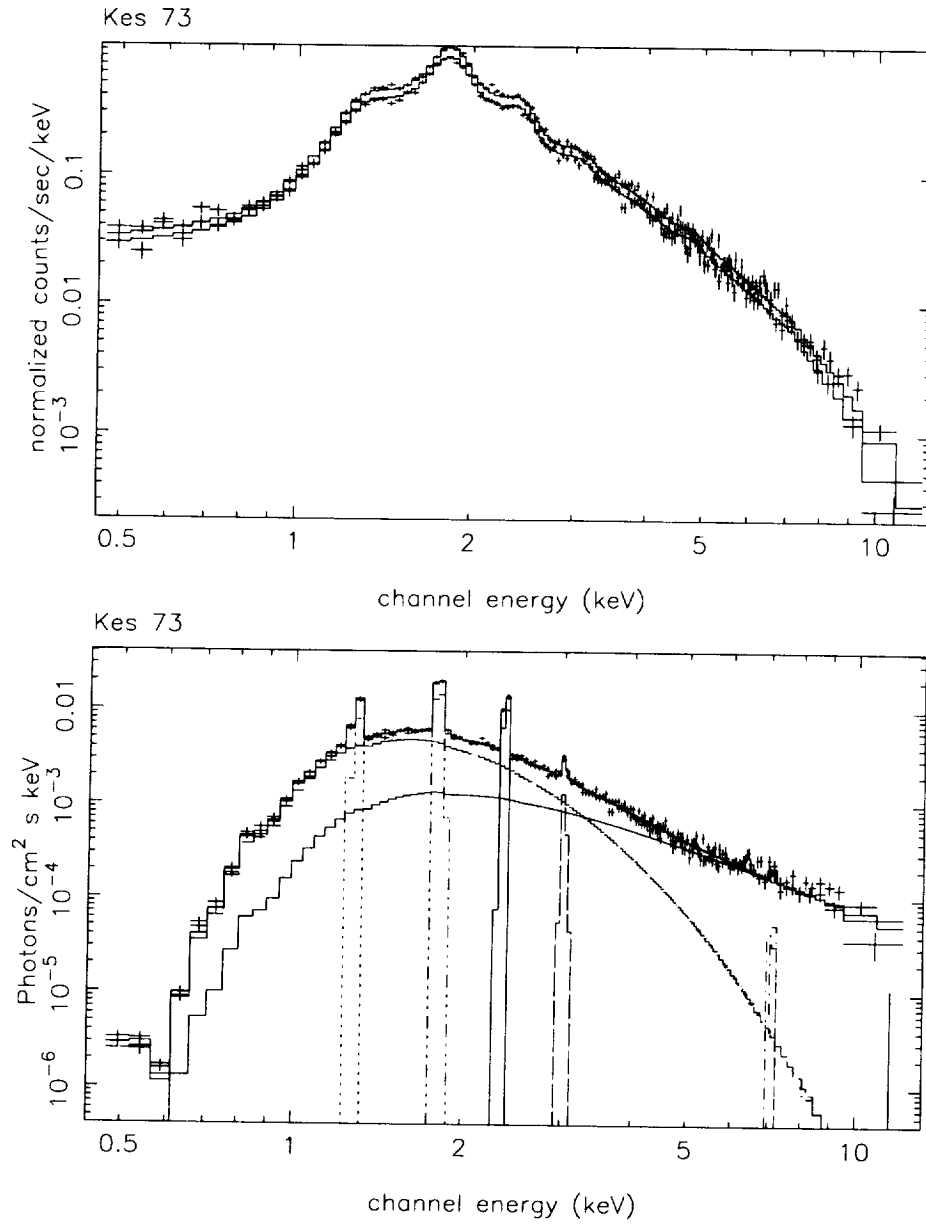 Kes 73
normalized counts/sec/keV
0.1
0.01
10⁻³
0.5 1 2 5 10
channel energy (keV)
Kes 73
Photons/cm² s keV
0.01
10⁻³
10⁻⁴
10⁻⁵
10⁻⁶
0.5 1 2 5 10
channel energy (keV)